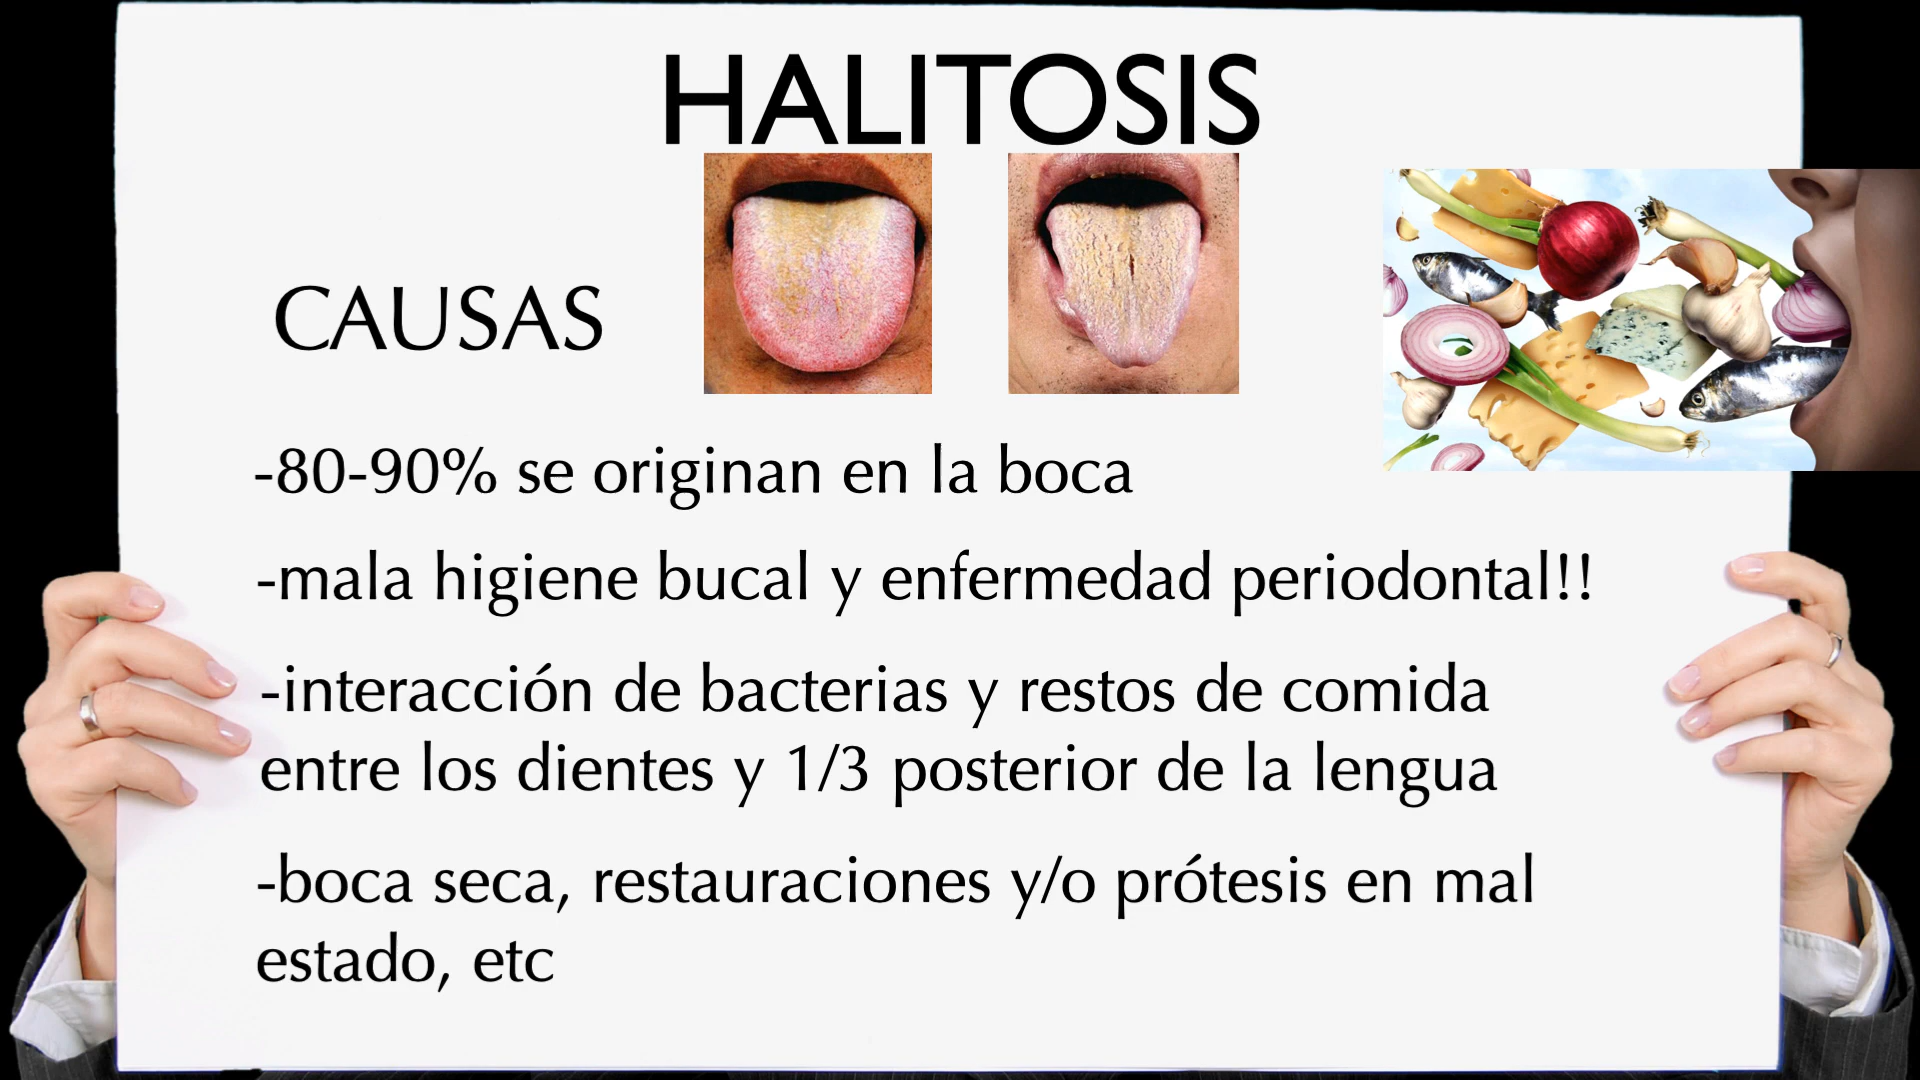 HALITOSIS
CAUSAS
-80-90% se originan en la boca
-mala higiene bucal y enfermedad periodontal!!
-interacción de bacterias y restos de comida
entre los dientes y 1/3 posterior de la lengua
-boca seca, restauraciones y/o prótesis en mal
estado, etc